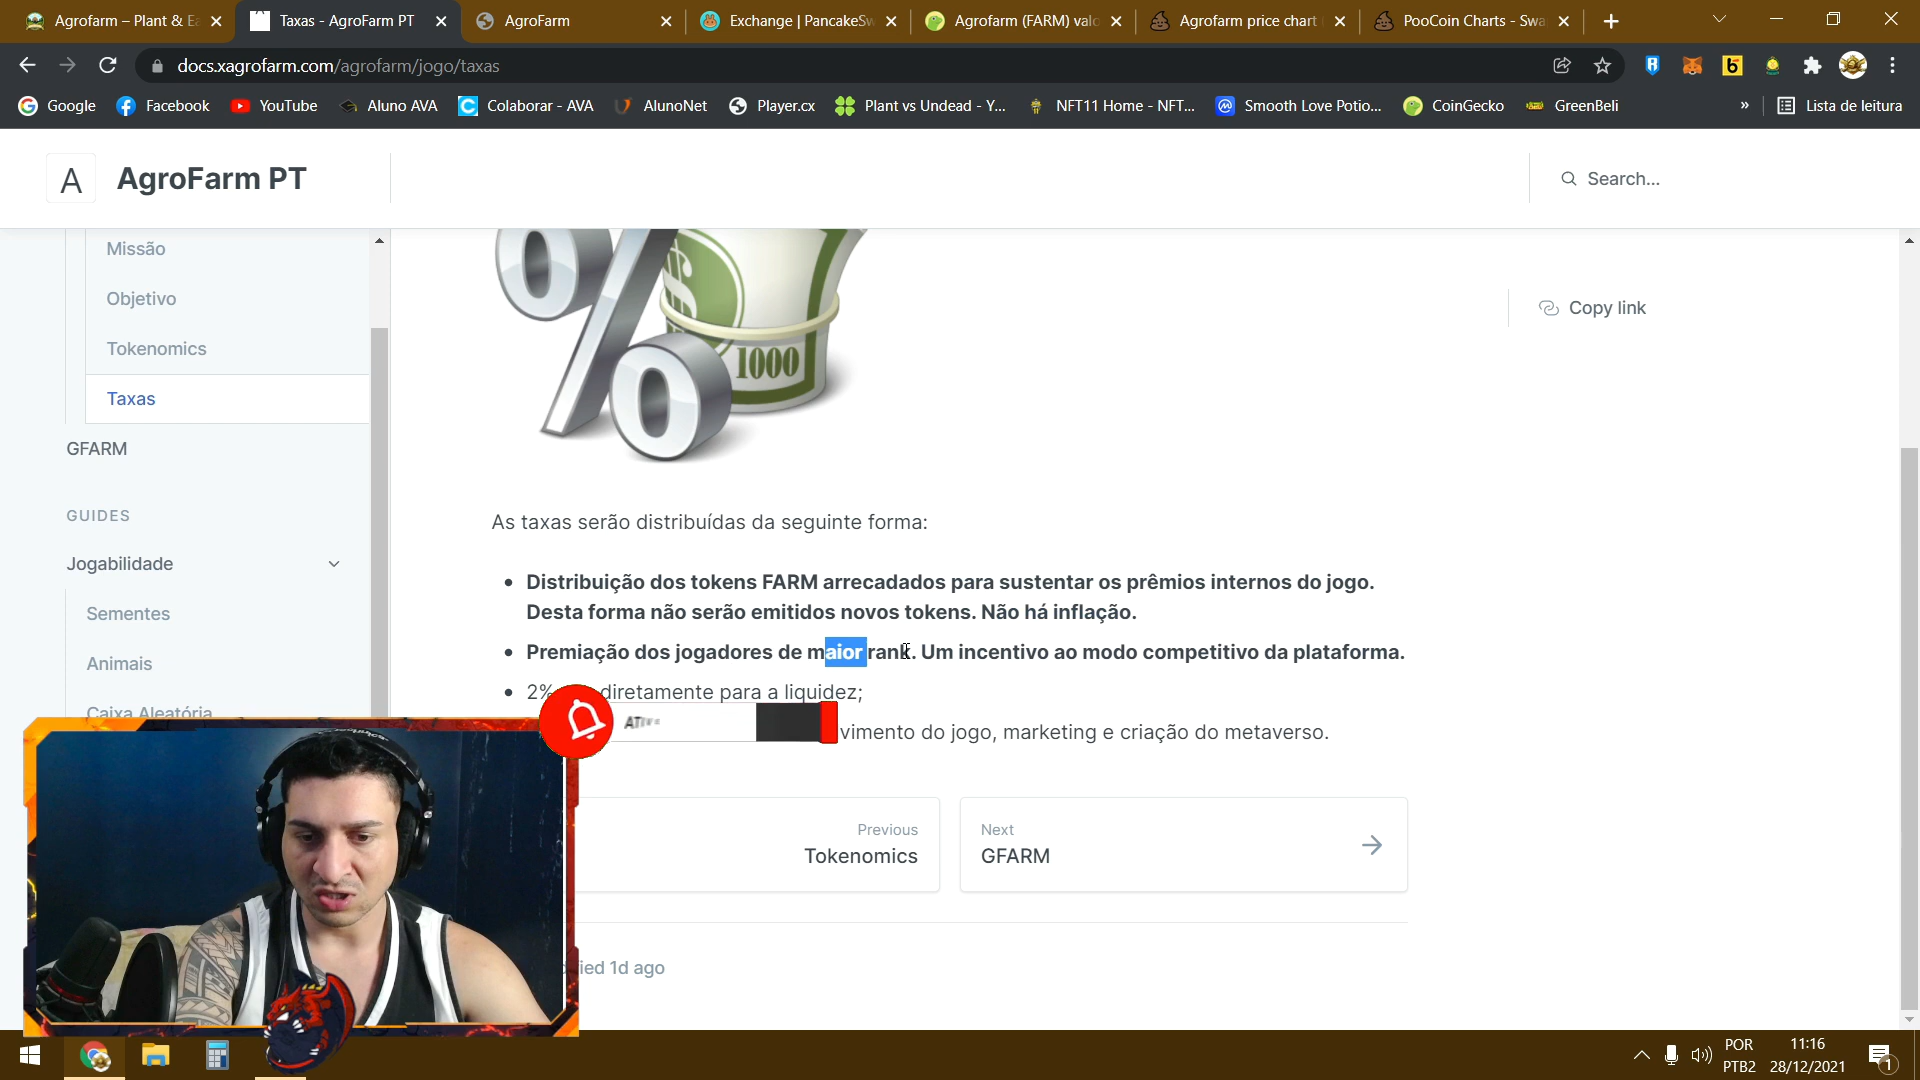 Agrofarm – Plant & Ea
Taxas - AgroFarm PT
AgroFarm
Exchange | PancakeSw
Agrofarm (FARM) valo
Agrofarm price chart
PooCoin Charts - Swa
docs.xagrofarm.com/agrofarm/jogo/taxas
Google
Facebook
YouTube
Aluno AVA
Colaborar - AVA
AlunoNet
Player.cx
Plant vs Undead - Y...
NFT11 Home - NFT...
Smooth Love Potio...
CoinGecko
GreenBeli
»
Lista de leitura
A
AgroFarm PT
Search...
Missão
Objetivo
Tokenomics
Taxas
GFARM
GUIDES
Jogabilidade
Sementes
Animais
Caixa Aleatória
1000
Copy link
As taxas serão distribuídas da seguinte forma:
Distribuição dos tokens FARM arrecadados para sustentar os prêmios internos do jogo.
Desta forma não serão emitidos novos tokens. Não há inflação.
Premiação dos jogadores de maior rank. Um incentivo ao modo competitivo da plataforma.
2% diretamente para a liquidez;
vimento do jogo, marketing e criação do metaverso.
Previous
Tokenomics
Next
GFARM
ied 1d ago
POR
PTB2
11:16
28/12/2021
1